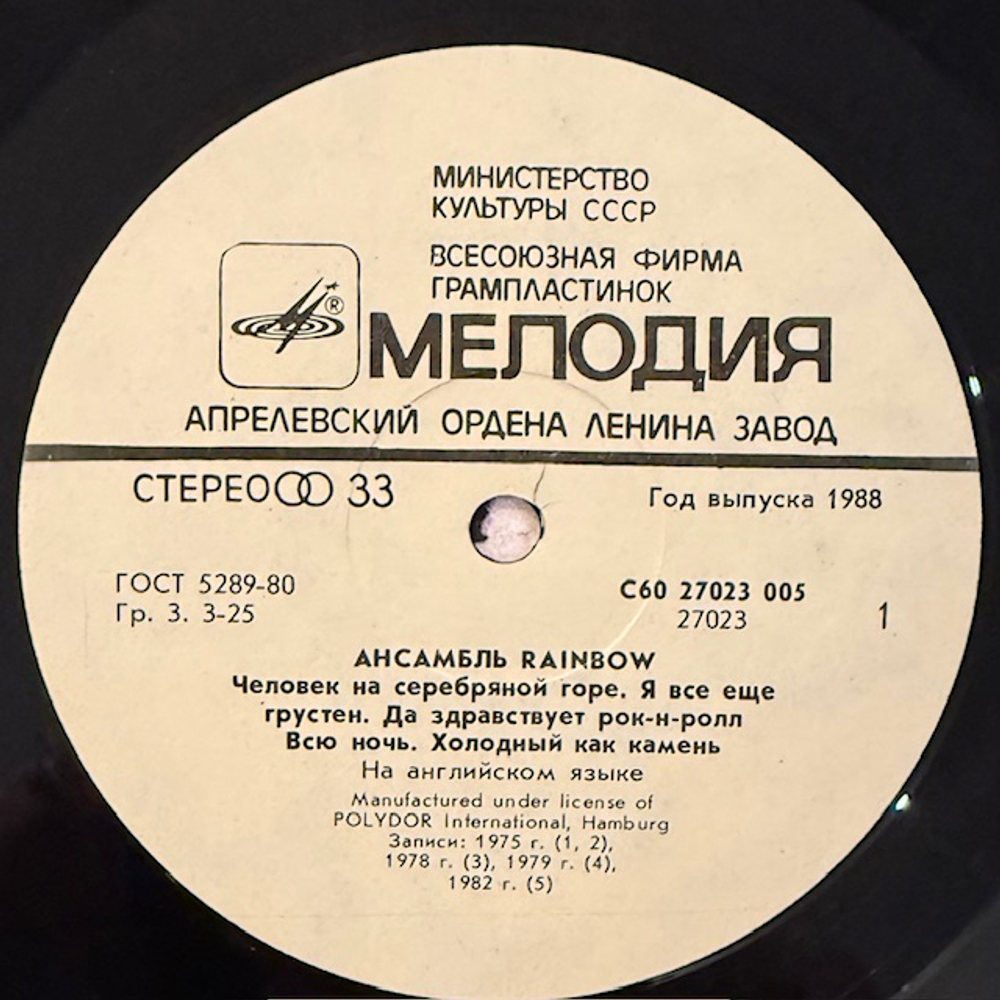 МИНИСТЕРСТВО
КУЛЬТУРЫ СССР
ВСЕСОЮЗНАЯ ФИРМА
ГРАМПЛАСТИНОК
®
МЕЛОДИЯ
АПРЕЛЕВСКИЙ ОРДЕНА ЛЕНИНА ЗАВОД
СТЕРЕО 33
Год выпуска 1988
ГОСТ 5289-80
Гр. 3. 3-25
С60 27023 005
27023
1
АНСАМБЛЬ RAINBOW
Человек на серебряной горе. Я все еще
грустен. Да здравствует рок-н-ролл
Всю ночь. Холодный как камень
На английском языке
Manufactured under license of
POLYDOR International, Hamburg
Записи: 1975 г. (1, 2),
1978 г. (3), 1979 г. (4),
1982 г. (5)